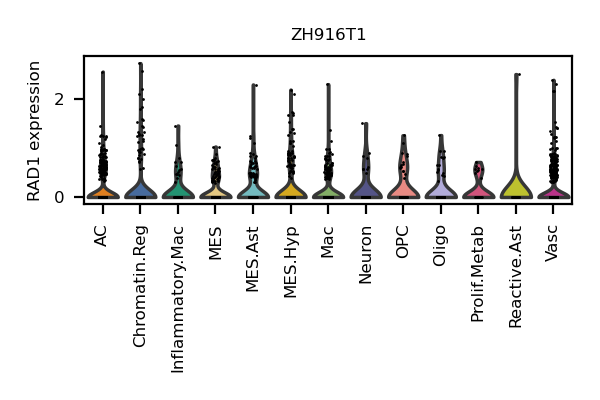 ZH916T1
RAD1 expression
2
0
AC
Chromatin.Reg
Inflammatory.Mac
MES
MES.Ast
MES.Hyp
Mac
Neuron
OPC
Oligo
Prolif.Metab
Reactive.Ast
Vasc